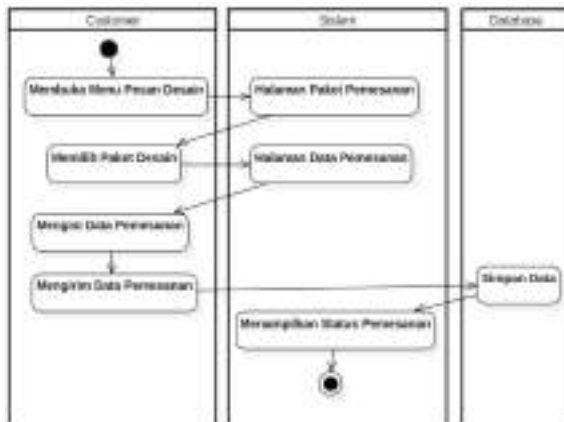 Customer
Sistem
Database
Membuka Menu Pesan Desain
Halaman Paket Pemesanan
Memilih Paket Desain
Halaman Data Pemesanan
Mengisi Data Pemesanan
Mengirim Data Pemesanan
Simpan Data
Menampilkan Status Pemesanan